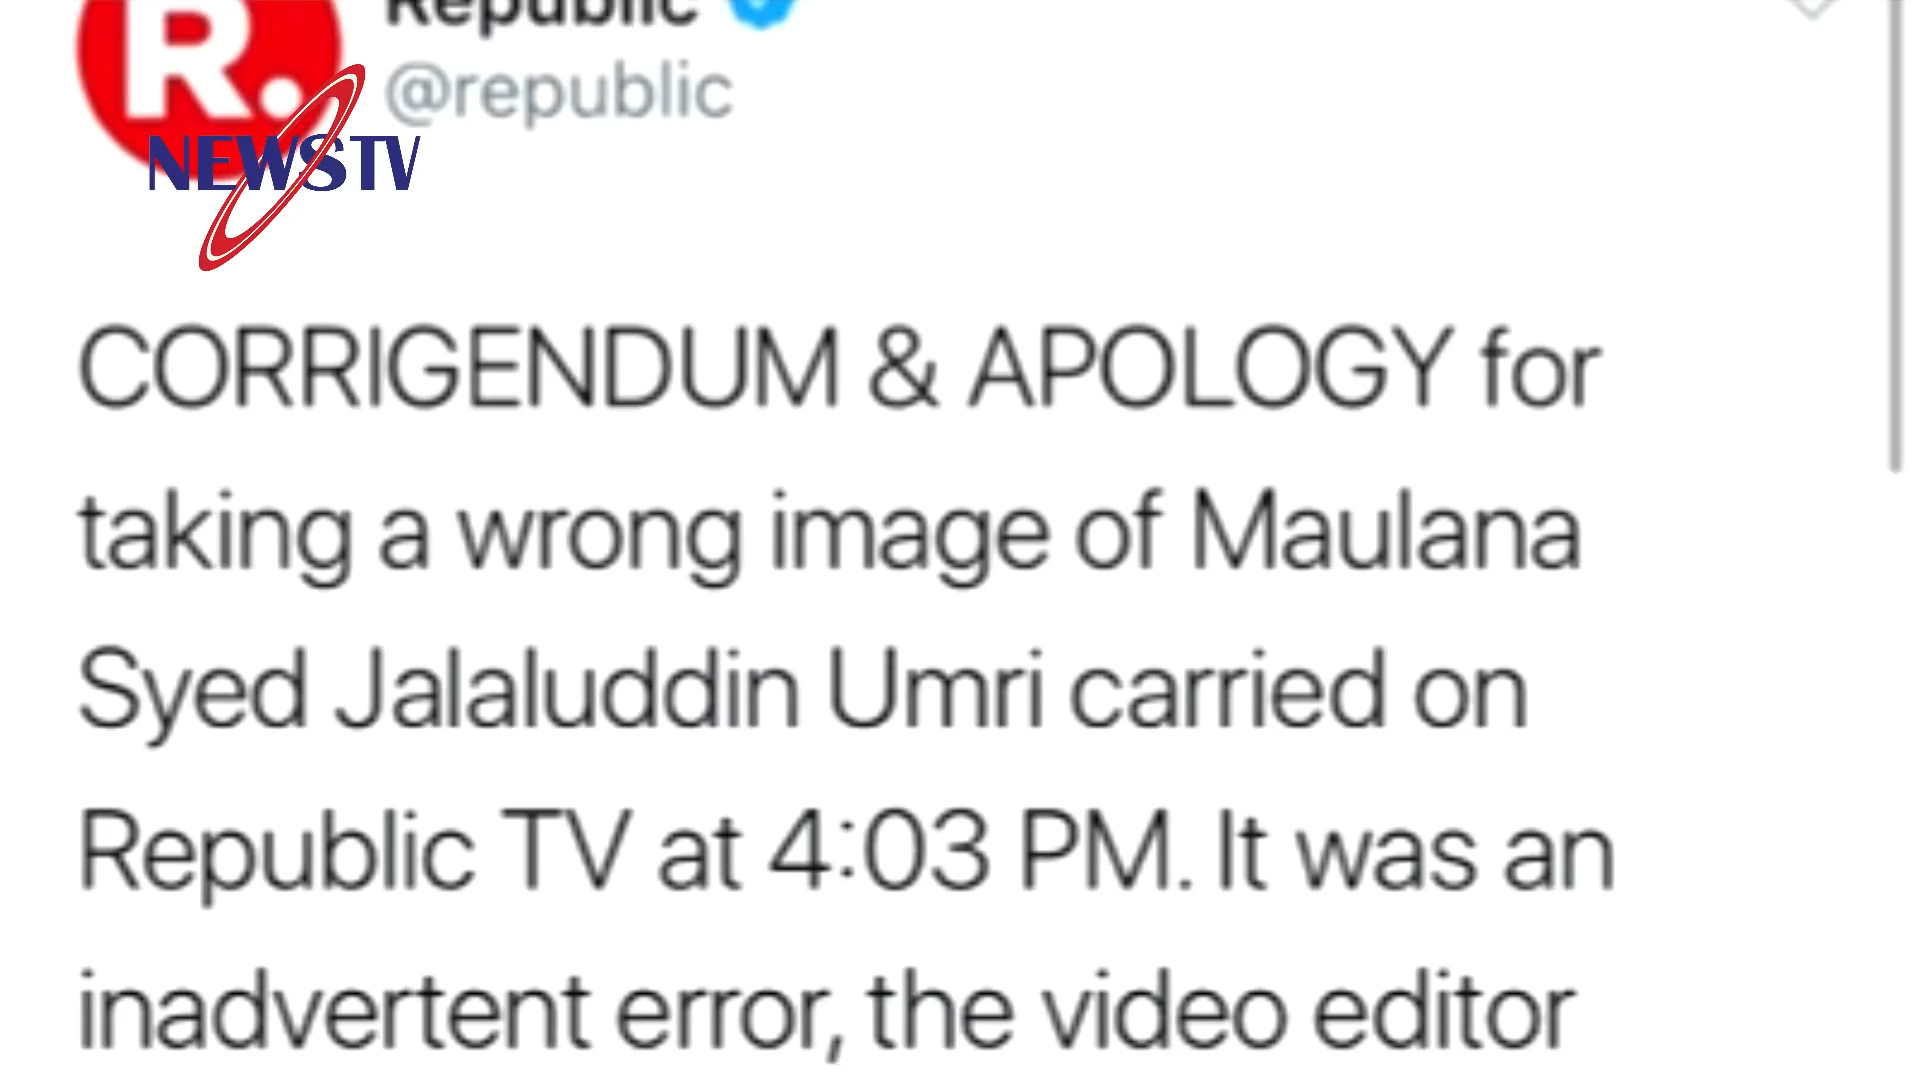 R.
Republic
@republic
NEWSTV
CORRIGENDUM & APOLOGY for
taking a wrong image of Maulana
Syed Jalaluddin Umri carried on
Republic TV at 4:03 PM. It was an
inadvertent error, the video editor